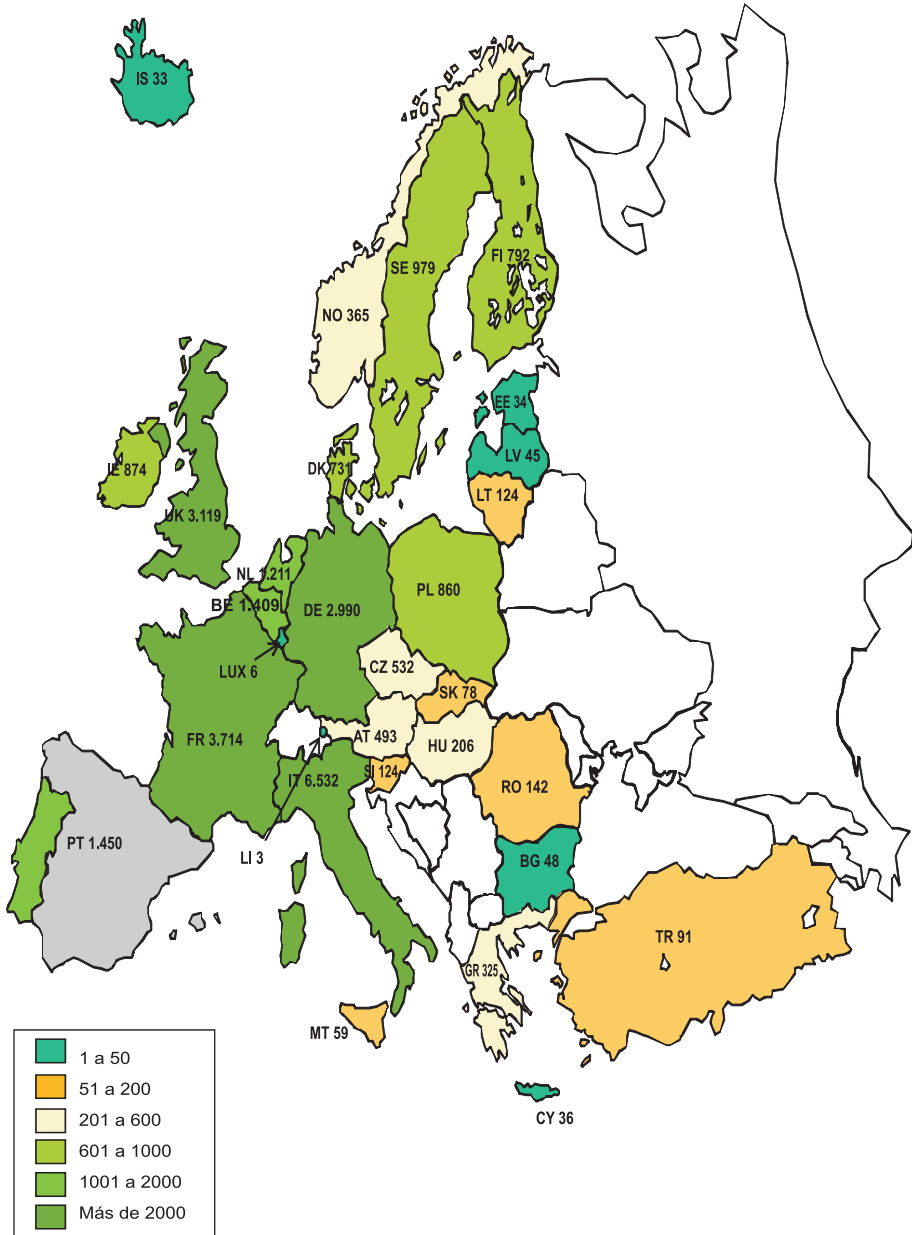 IS 33
SE 979
FI 792
NO 365
EE 34
LV 45
IE 874
DK 731
LT 124
UK 3.119
NL 1.211
BE 1.409
DE 2.990
PL 860
LUX 6
CZ 532
SK 78
FR 3.714
AT 493
HU 206
SI 124
IT 6.532
RO 142
PT 1.450
LI 3
BG 48
TR 91
GR 325
MT 59
CY 36
1 a 50
51 a 200
201 a 600
601 a 1000
1001 a 2000
Más de 2000